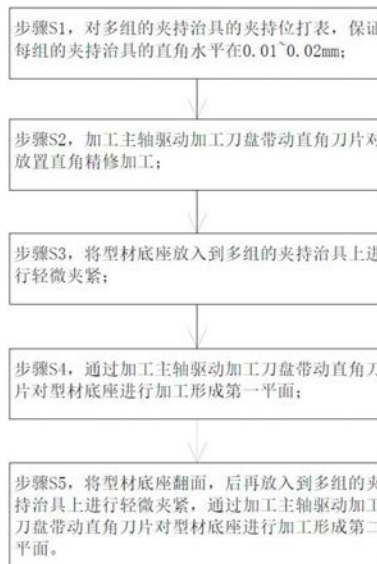 步骤S1，对多组的夹持治具的夹持位打表，保证
每组的夹持治具的直角水平在0.01~0.02mm；
步骤S2，加工主轴驱动加工刀盘带动直角刀片对
放置直角精修加工；
步骤S3，将型材底座放入到多组的夹持治具上进
行轻微夹紧；
步骤S4，通过加工主轴驱动加工刀盘带动直角刀
片对型材底座进行加工形成第一平面；
步骤S5，将型材底座翻面，后再放入到多组的夹
持治具上进行轻微夹紧，通过加工主轴驱动加工
刀盘带动直角刀片对型材底座进行加工形成第二
平面。